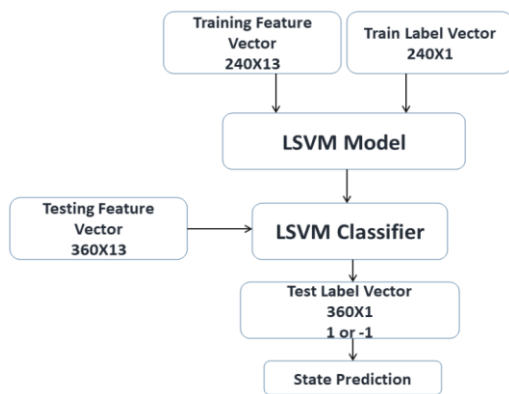 Training Feature
Vector
240X13
Train Label Vector
240X1
LSVM Model
Testing Feature
Vector
360X13
LSVM Classifier
Test Label Vector
360X1
1 or -1
State Prediction